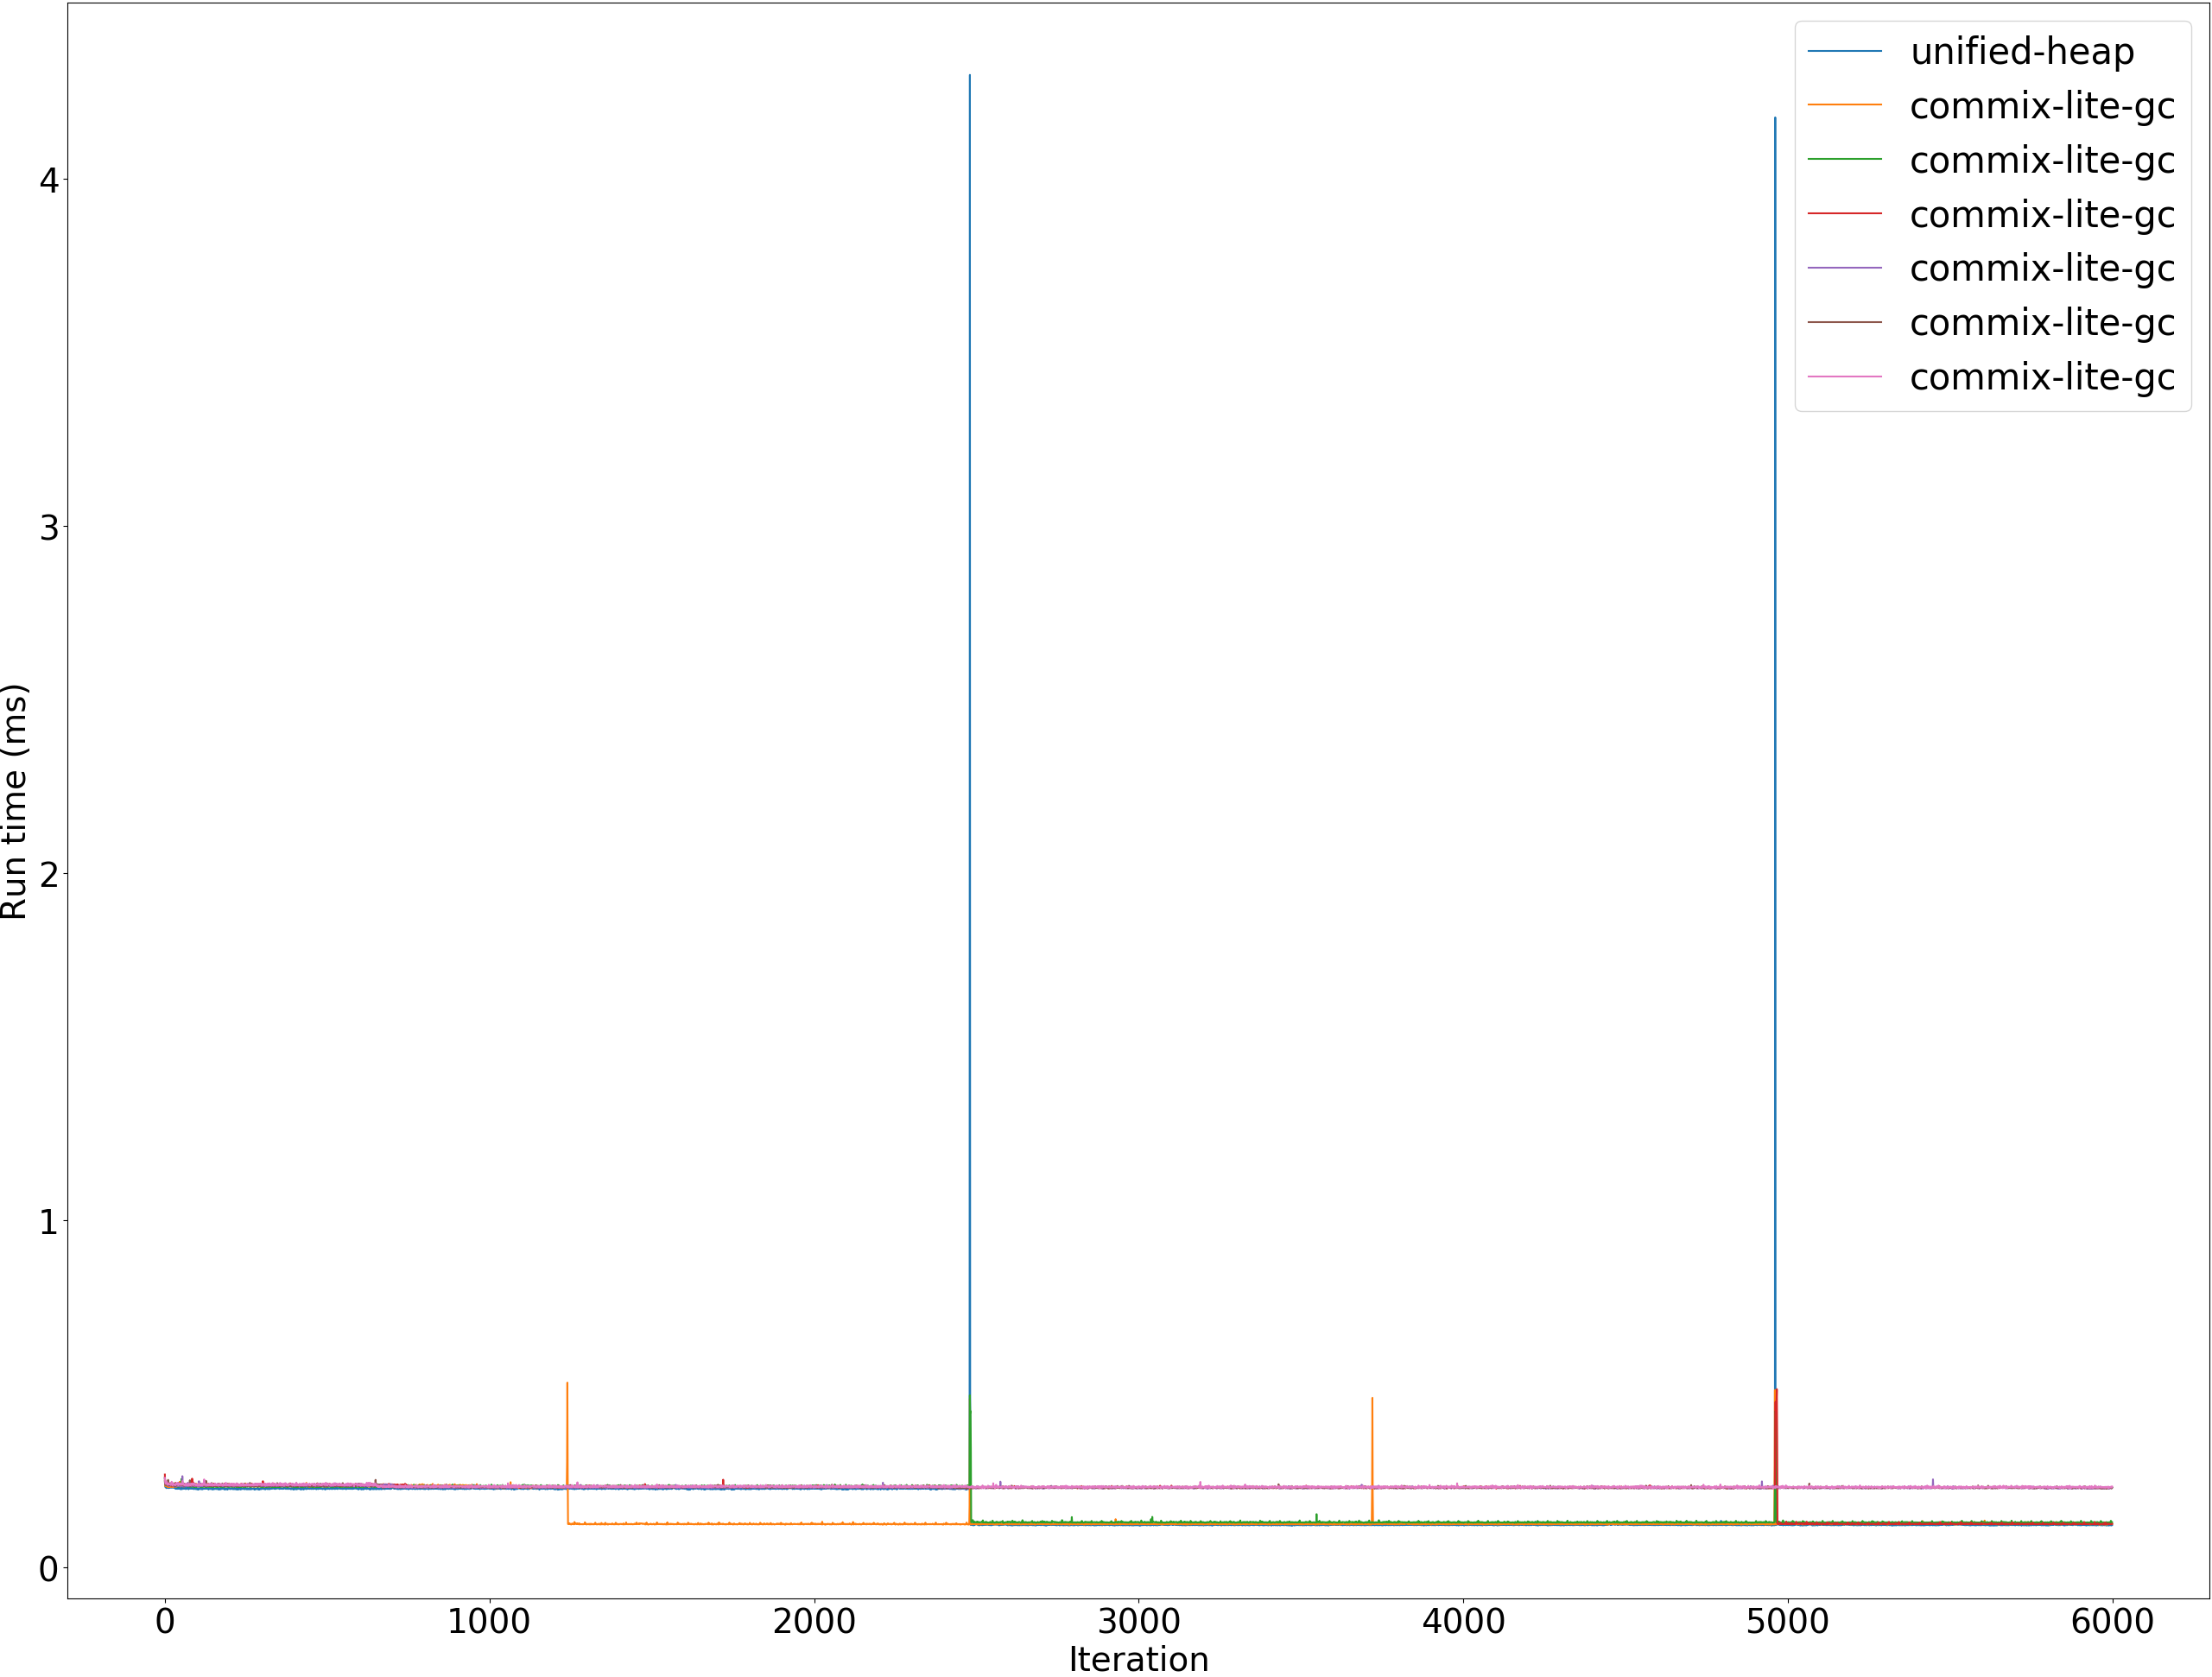 unified-heap
commix-lite-gc
commix-lite-gc
commix-lite-gc
commix-lite-gc
commix-lite-gc
commix-lite-gc
4
3
2
1
0
Run time (ms)
0 1000 2000 3000 4000 5000 6000
Iteration